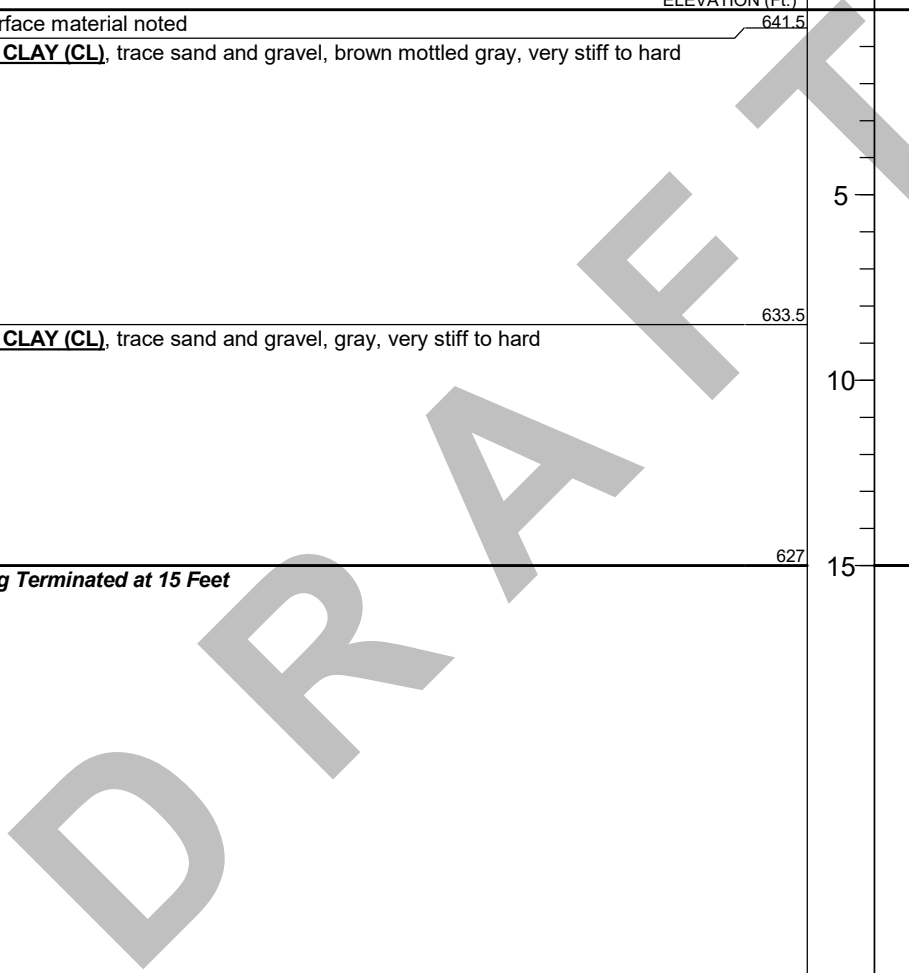 ELEVATION (Ft.)
rface material noted 641.5
CLAY (CL), trace sand and gravel, brown mottled gray, very stiff to hard
5
633.5
CLAY (CL), trace sand and gravel, gray, very stiff to hard
10
627
15
g Terminated at 15 Feet
DRAFT